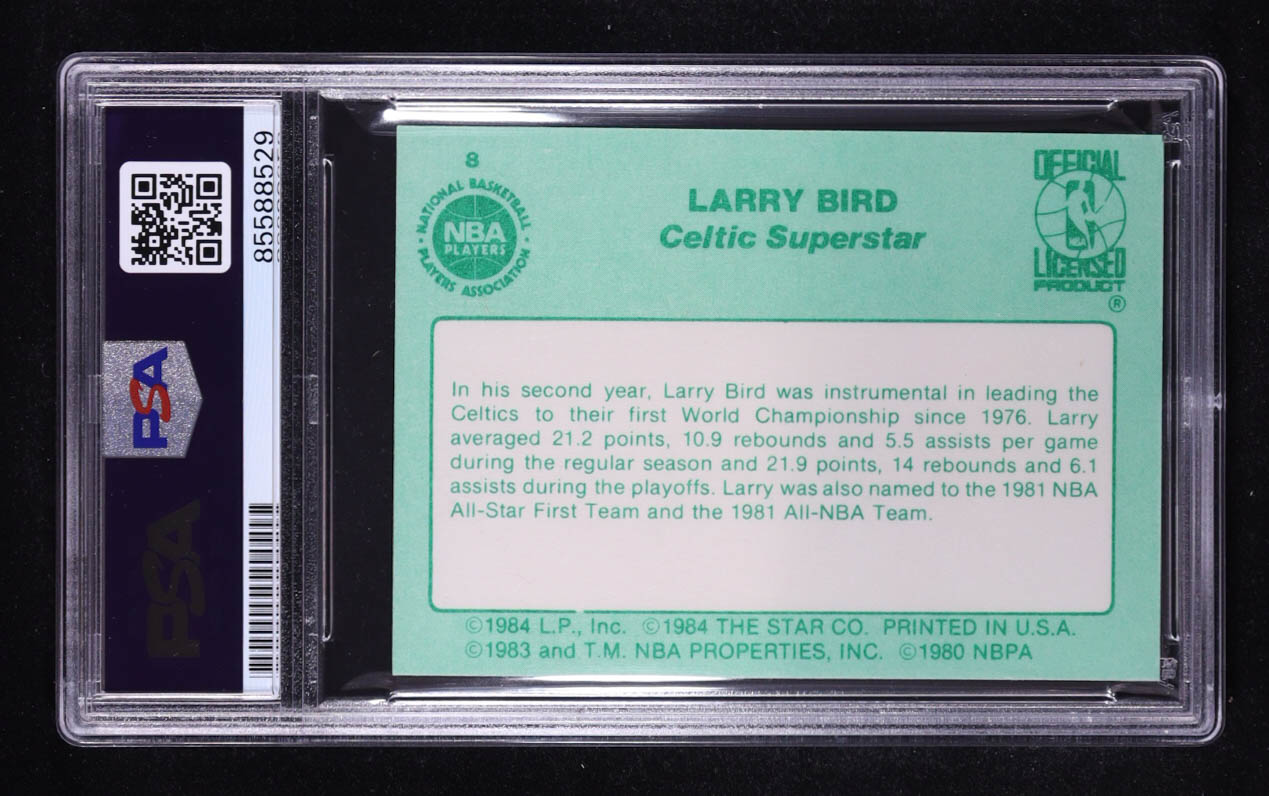 85588529
PSA
PSA
8
NATIONAL BASKETBALL
NBA
PLAYERS
PLAYERS ASSOCIATION
LARRY BIRD
Celtic Superstar
OFFICIAL
LICENSED
PRODUCT
®
In his second year, Larry Bird was instrumental in leading the
Celtics to their first World Championship since 1976. Larry
averaged 21.2 points, 10.9 rebounds and 5.5 assists per game
during the regular season and 21.9 points, 14 rebounds and 6.1
assists during the playoffs. Larry was also named to the 1981 NBA
All-Star First Team and the 1981 All-NBA Team.
©1984 L.P., Inc. ©1984 THE STAR CO. PRINTED IN U.S.A.
©1983 and T.M. NBA PROPERTIES, INC. ©1980 NBPA